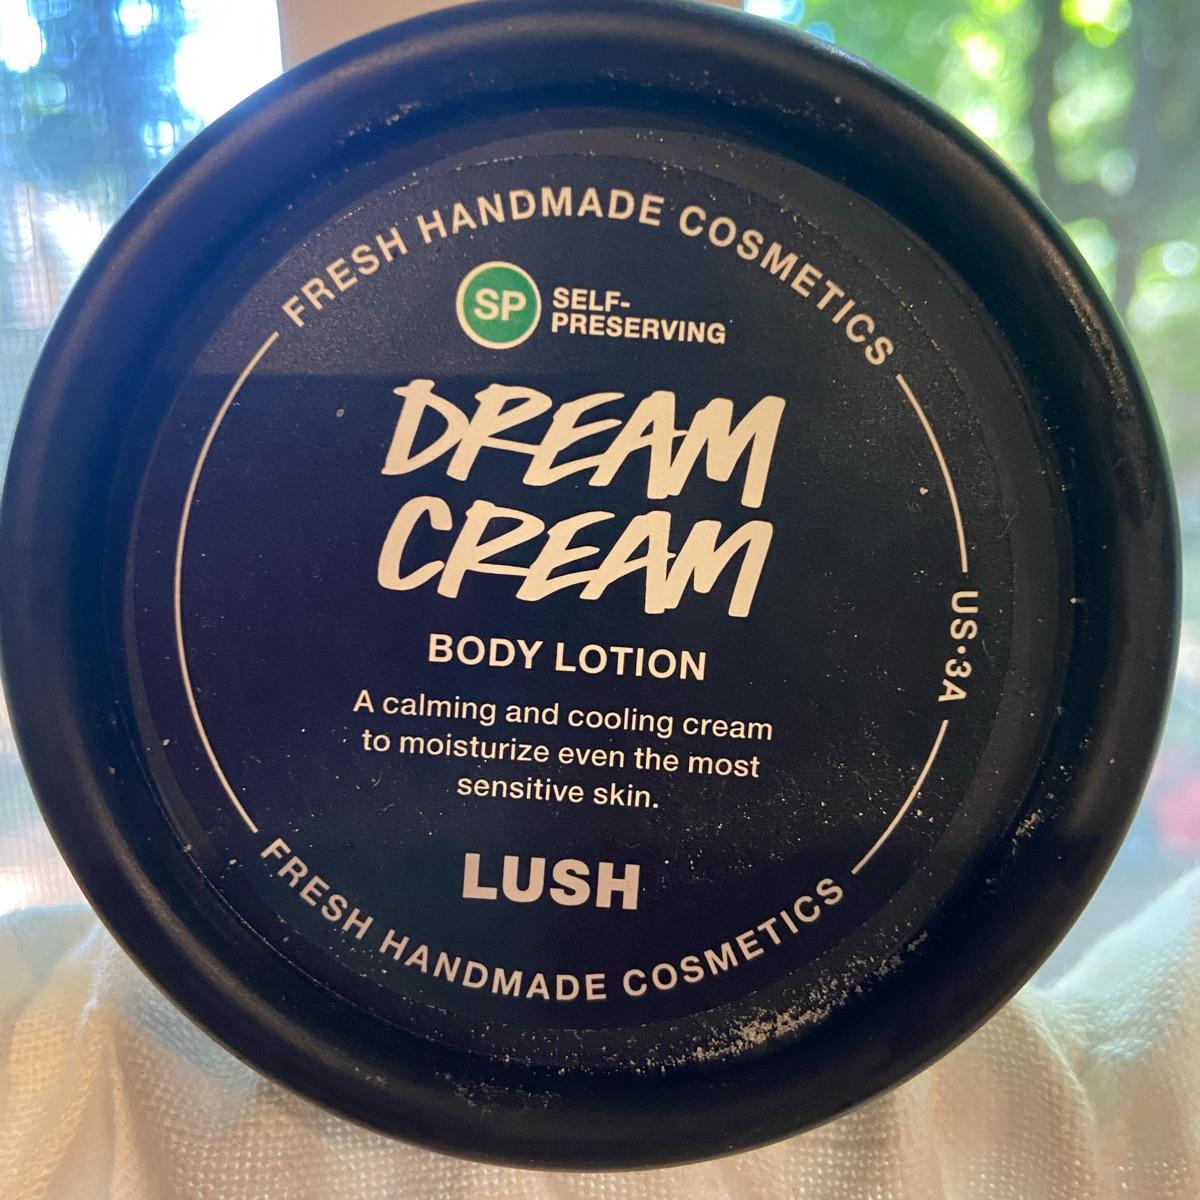 FRESH HANDMADE COSMETICS
SP
SELF-
PRESERVING
DREAM
CREAM
BODY LOTION
A calming and cooling cream
to moisturize even the most
sensitive skin.
LUSH
US•3A
FRESH HANDMADE COSMETICS